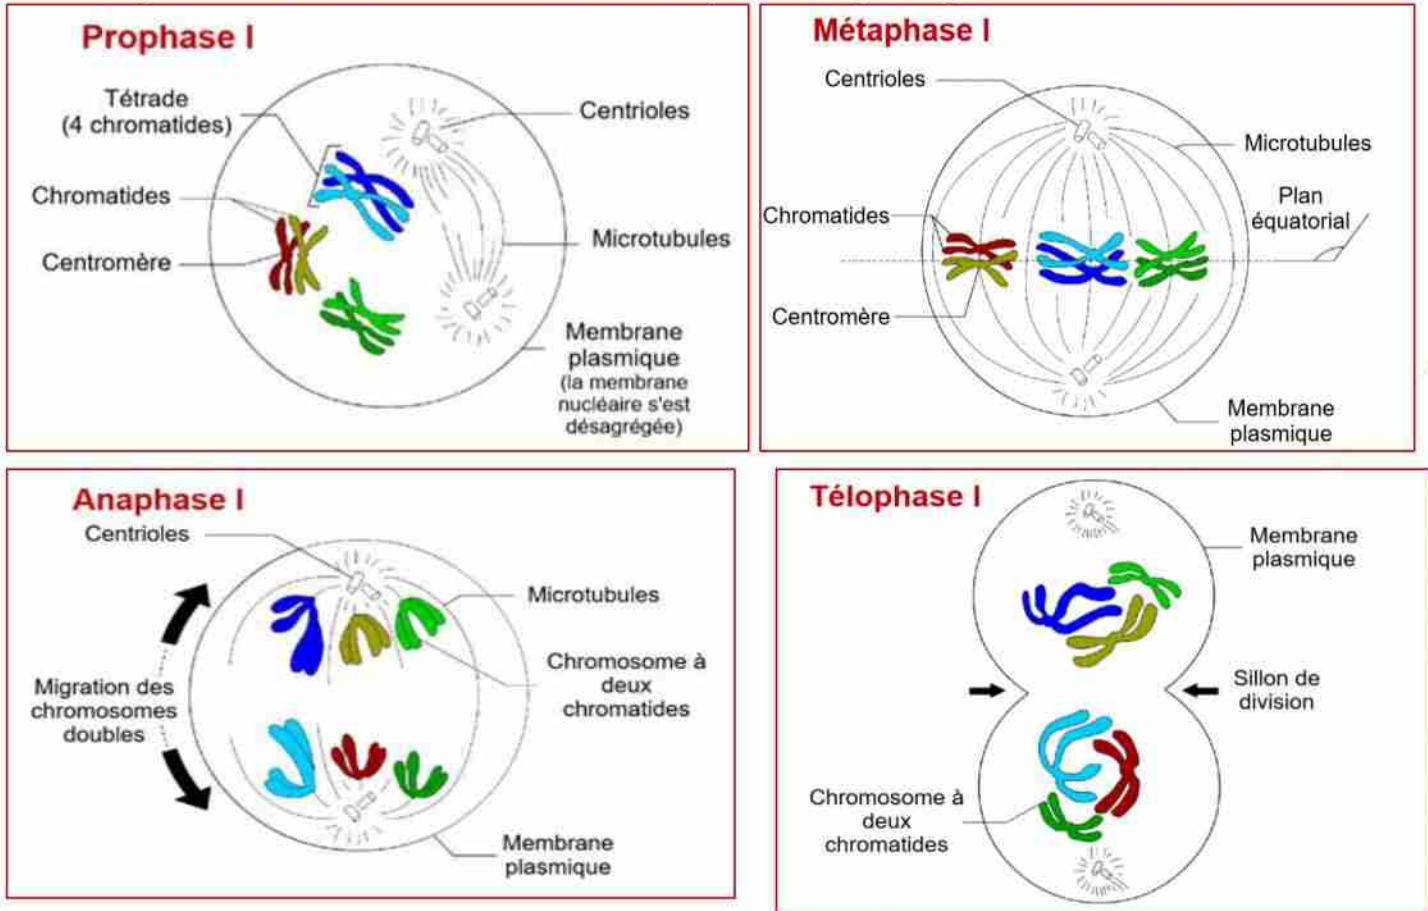 Prophase I
Tétrade
(4 chromatides)
Centrioles
Chromatides
Microtubules
Centromère
Membrane
plasmique
(la membrane
nucléaire s'est
désagrégée)
Métaphase I
Centrioles
Microtubules
Plan
équatorial
Chromatides
Centromère
Membrane
plasmique
Anaphase I
Centrioles
Microtubules
Chromosome à
deux
chromatides
Migration des
chromosomes
doubles
Membrane
plasmique
Télophase I
Membrane
plasmique
Sillon de
division
Chromosome à
deux
chromatides